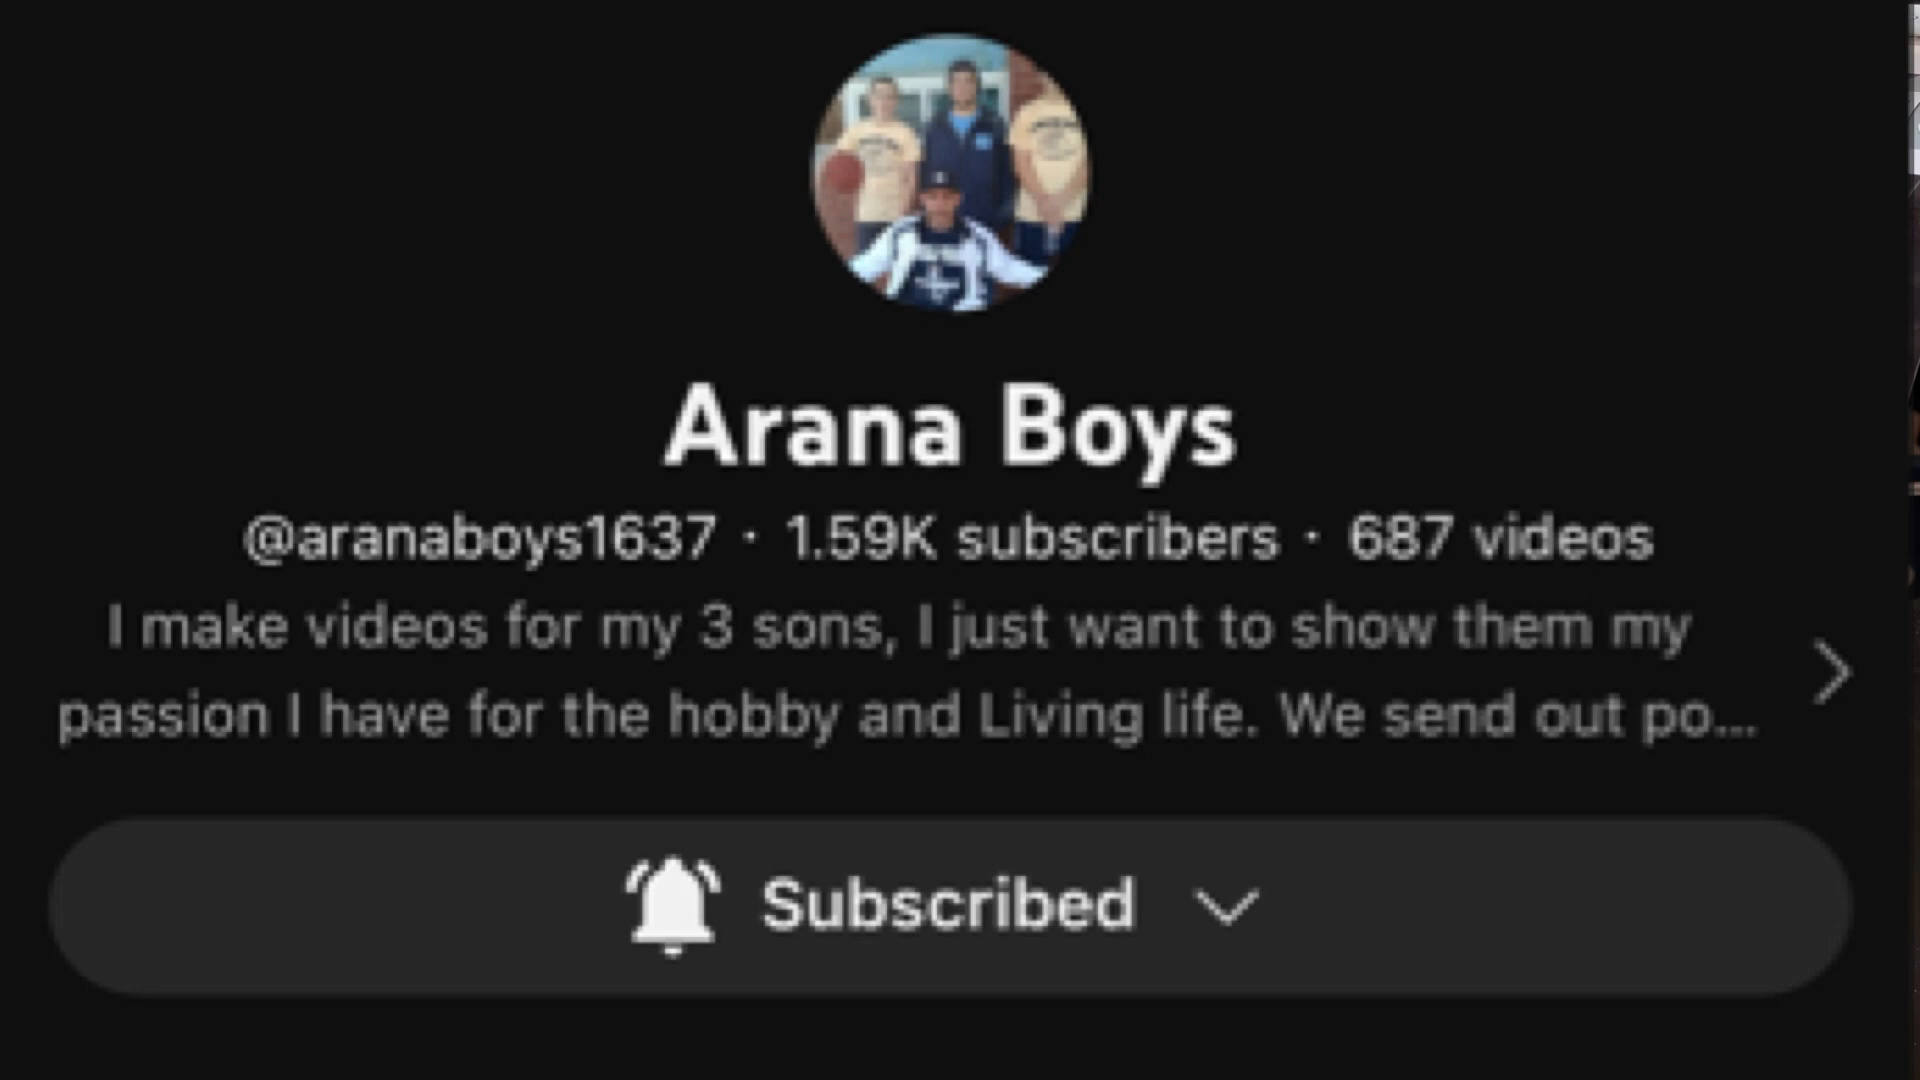 Arana Boys
@aranaboys1637 · 1.59K subscribers · 687 videos
I make videos for my 3 sons, I just want to show them my
passion I have for the hobby and Living life. We send out po...
Subscribed